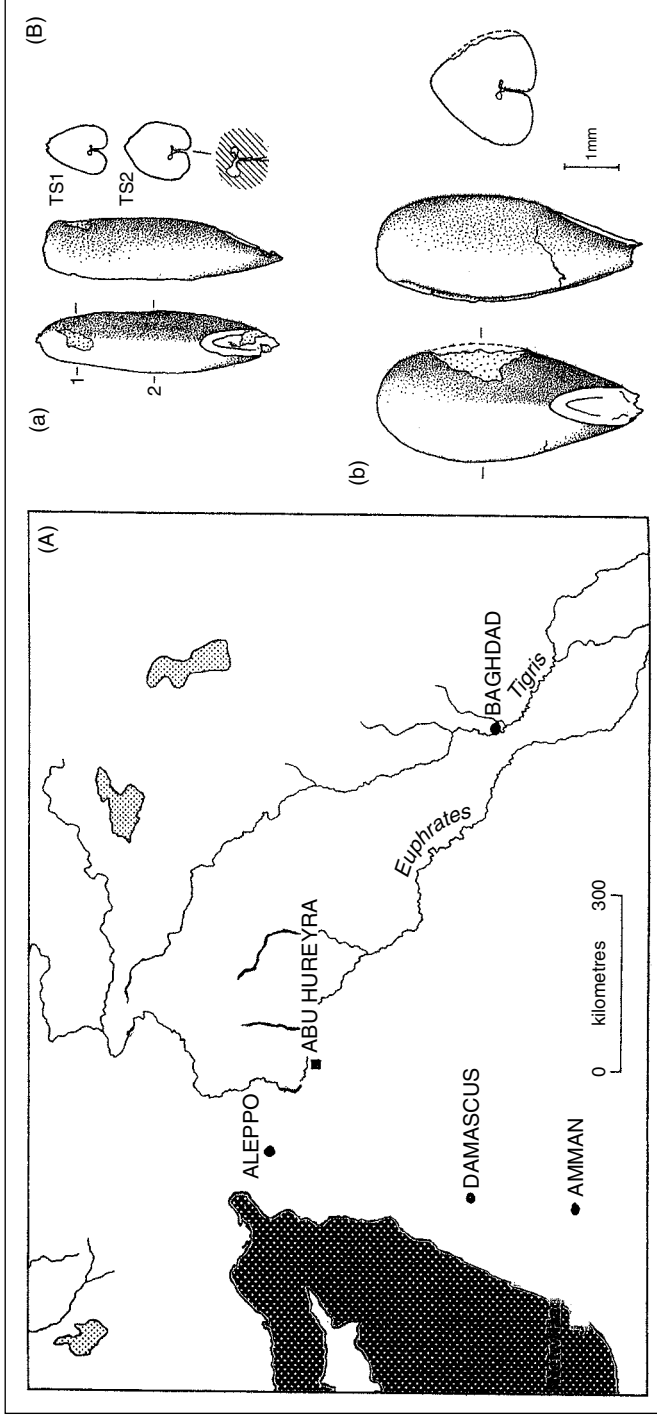 (A)
ALEPPO
ABU HUREYRA
DAMASCUS
AMMAN
BAGHDAD
Euphrates
Tigris
0 300
kilometres
(B)
(a)
1
2
TS1
TS2
(b)
1mm